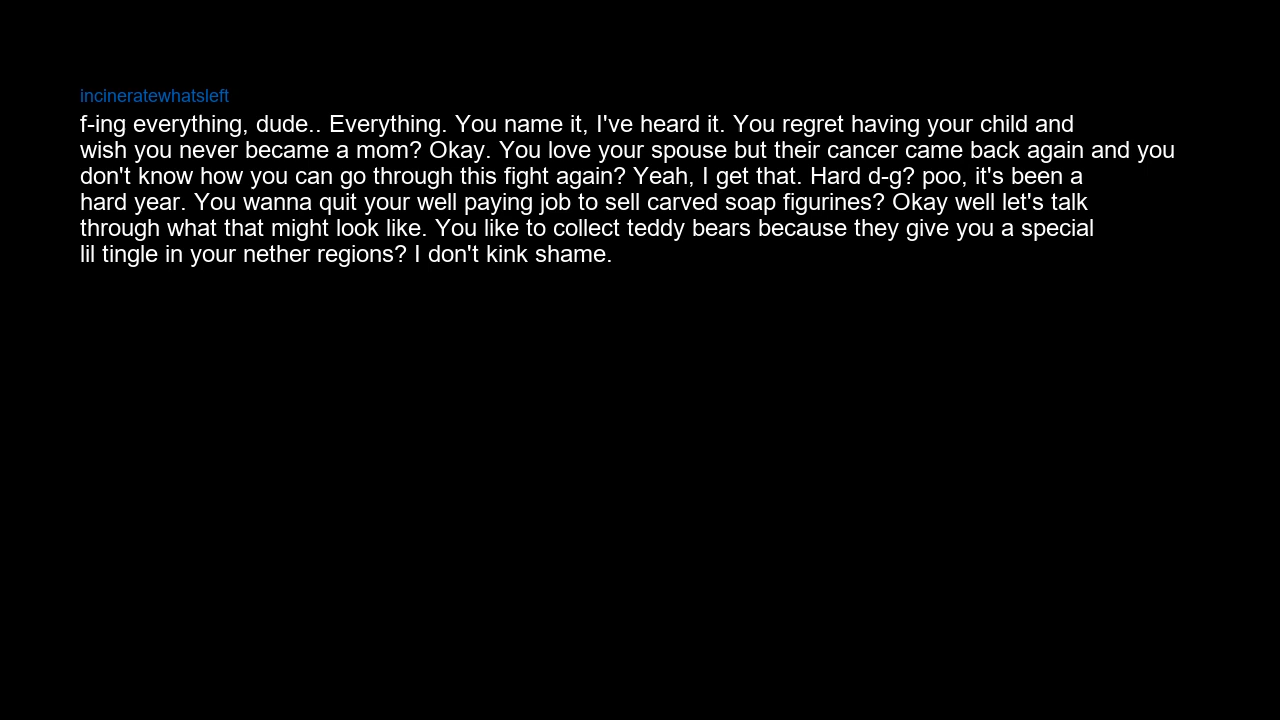 incineratewhatsleft
f-ing everything, dude.. Everything. You name it, I've heard it. You regret having your child and
wish you never became a mom? Okay. You love your spouse but their cancer came back again and you
don't know how you can go through this fight again? Yeah, I get that. Hard d-g? poo, it's been a
hard year. You wanna quit your well paying job to sell carved soap figurines? Okay well let's talk
through what that might look like. You like to collect teddy bears because they give you a special
lil tingle in your nether regions? I don't kink shame.